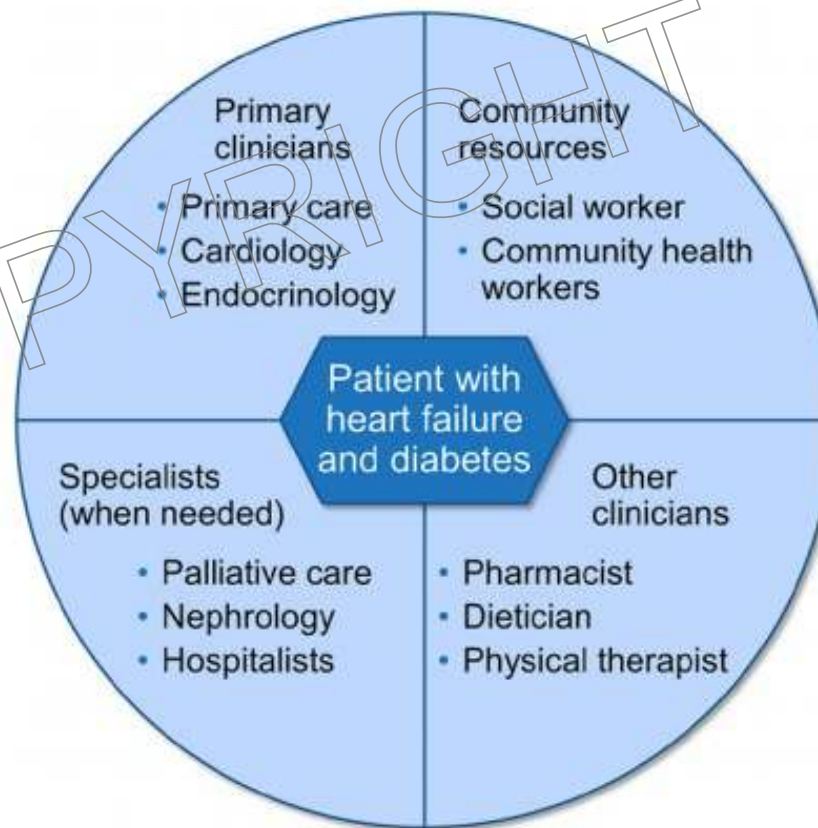 Primary
clinicians
• Primary care
• Cardiology
• Endocrinology
Community
resources
• Social worker
• Community health
workers
Patient with
heart failure
and diabetes
Specialists
(when needed)
• Palliative care
• Nephrology
• Hospitalists
Other
clinicians
• Pharmacist
• Dietician
• Physical therapist
PYRIGHT